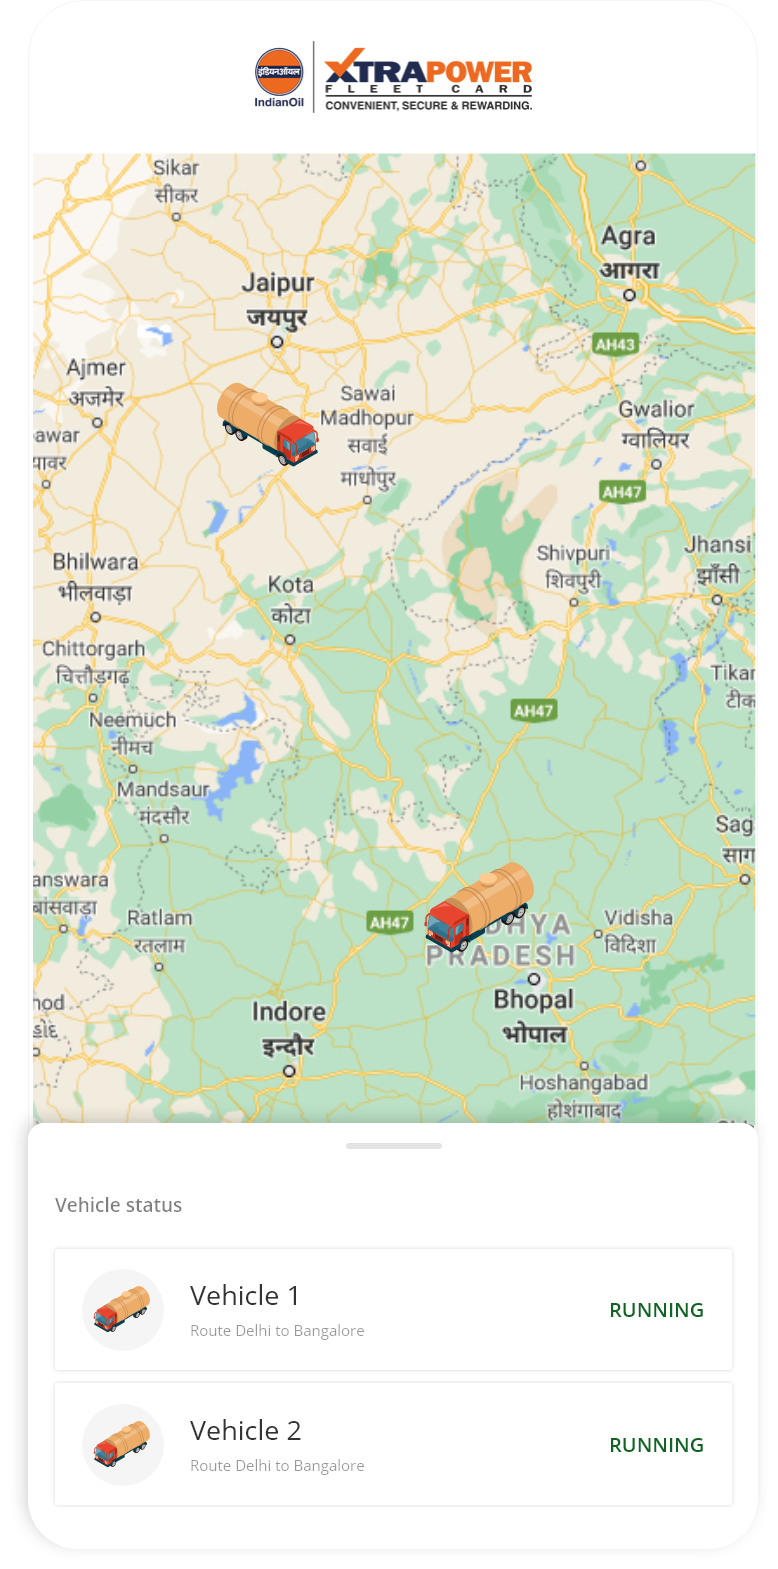 इंडियनऑयल
IndianOil
XTRAPOWER
FLEET CARD
CONVENIENT, SECURE & REWARDING.
Sikar
सीकर
Agra
आगरा
Jaipur
जयपुर
AH43
Ajmer
अजमेर
Sawai
Madhopur
सवाई
माधोपुर
Gwalior
ग्वालियर
awar
यावर
AH47
Shivpuri
शिवपुरी
Jhansi
झाँसी
Bhilwara
भीलवाड़ा
Kota
कोटा
Chittorgarh
चित्तौड़गढ़
Tikar
टीक
Neemuch
नीमच
AH47
Mandsaur
मंदसौर
Sag
साग
answara
बांसवाड़ा
Ratlam
रतलाम
AH47
DHYA
PRADESH
Vidisha
विदिशा
hod
Indore
इन्दौर
Bhopal
भोपाल
Hoshangabad
होशंगाबाद
Vehicle status
Vehicle 1
Route Delhi to Bangalore
RUNNING
Vehicle 2
Route Delhi to Bangalore
RUNNING